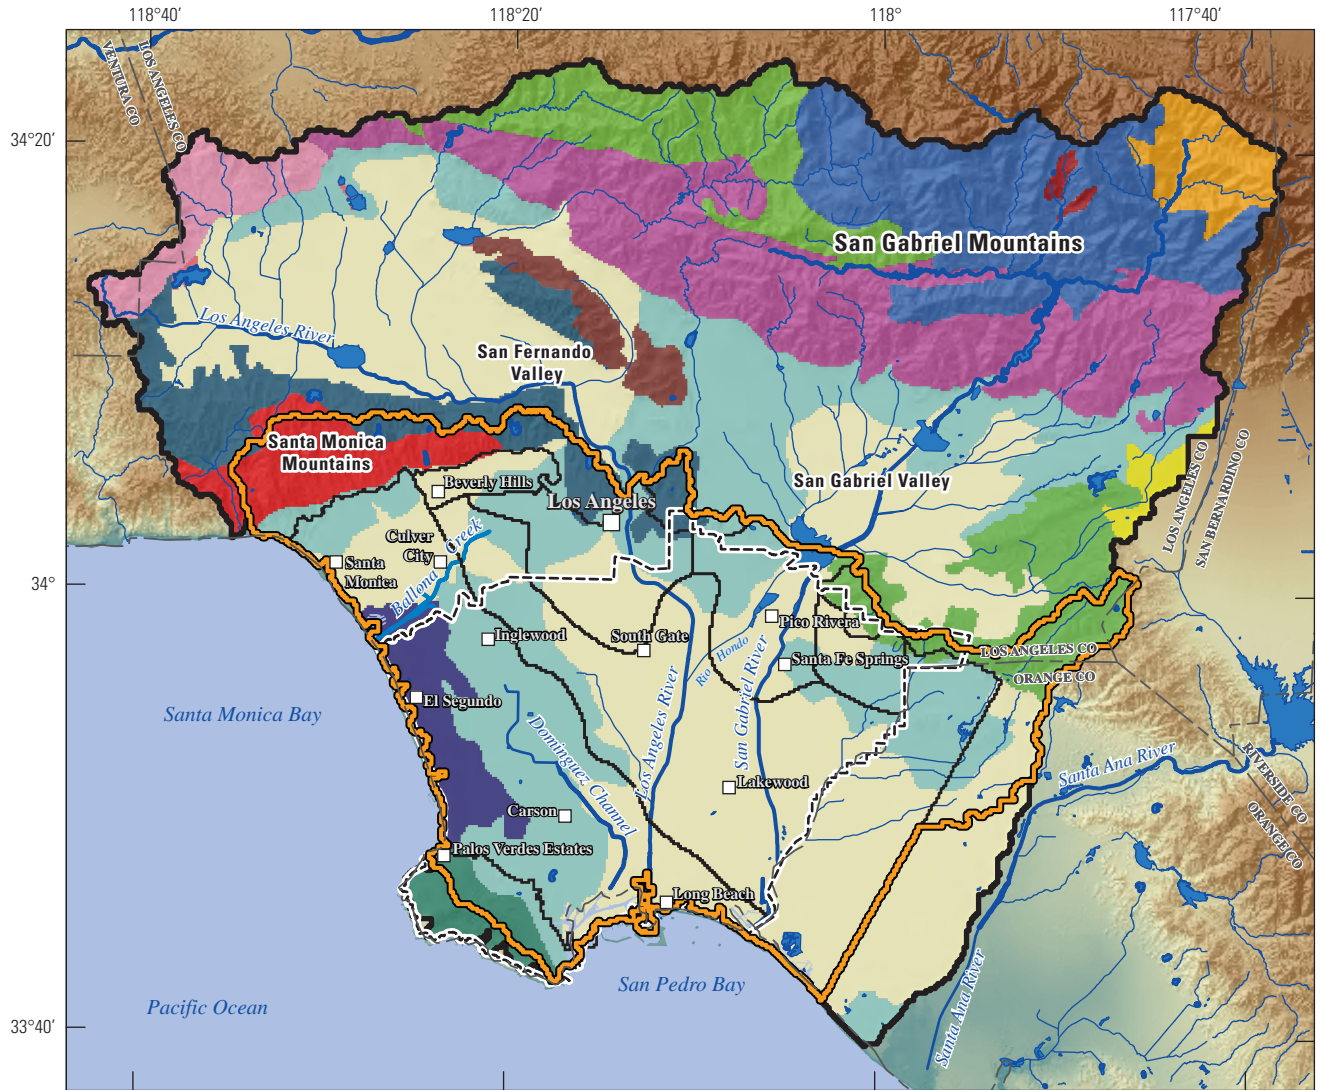 118°40′
118°20′
118°
117°40′
34°20′
34°
33°40′
VENTURA CO
LOS ANGELES CO
San Gabriel Mountains
Los Angeles River
San Fernando
Valley
Santa Monica
Mountains
Beverly Hills
Los Angeles
San Gabriel Valley
LOS ANGELES CO
SAN BERNARDINO CO
Culver
City
Ballona Creek
Santa
Monica
Inglewood
South Gate
Pico Rivera
Rio Hondo
Santa Fe Springs
LOS ANGELES CO
ORANGE CO
El Segundo
Santa Monica Bay
Dominguez Channel
Los Angeles River
San Gabriel River
Lakewood
Santa Ana River
RIVERSIDE CO
ORANGE CO
Carson
Palos Verdes Estates
Long Beach
San Pedro Bay
Pacific Ocean
Santa Ana River